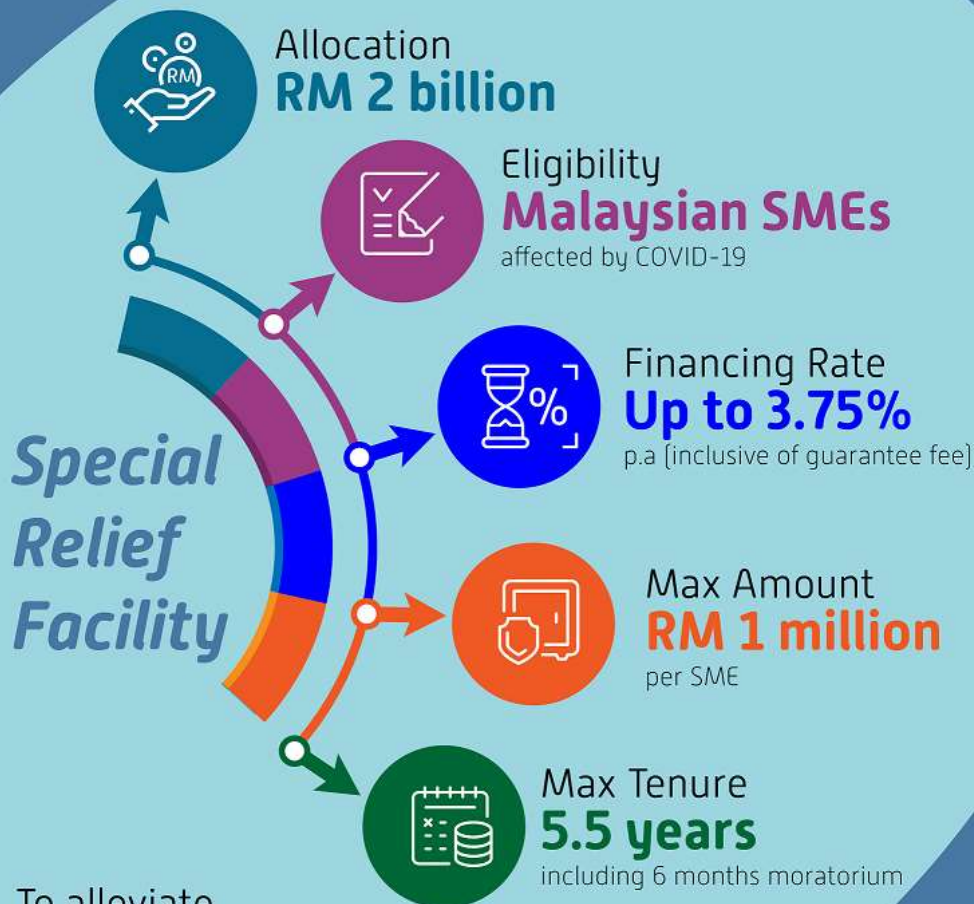 Allocation
RM 2 billion
RM
Eligibility
Malaysian SMEs
affected by COVID-19
Financing Rate
Up to 3.75%
p.a (inclusive of guarantee fee)
%
Special
Relief
Facility
Max Amount
RM 1 million
per SME
Max Tenure
5.5 years
including 6 months moratorium
To alleviate